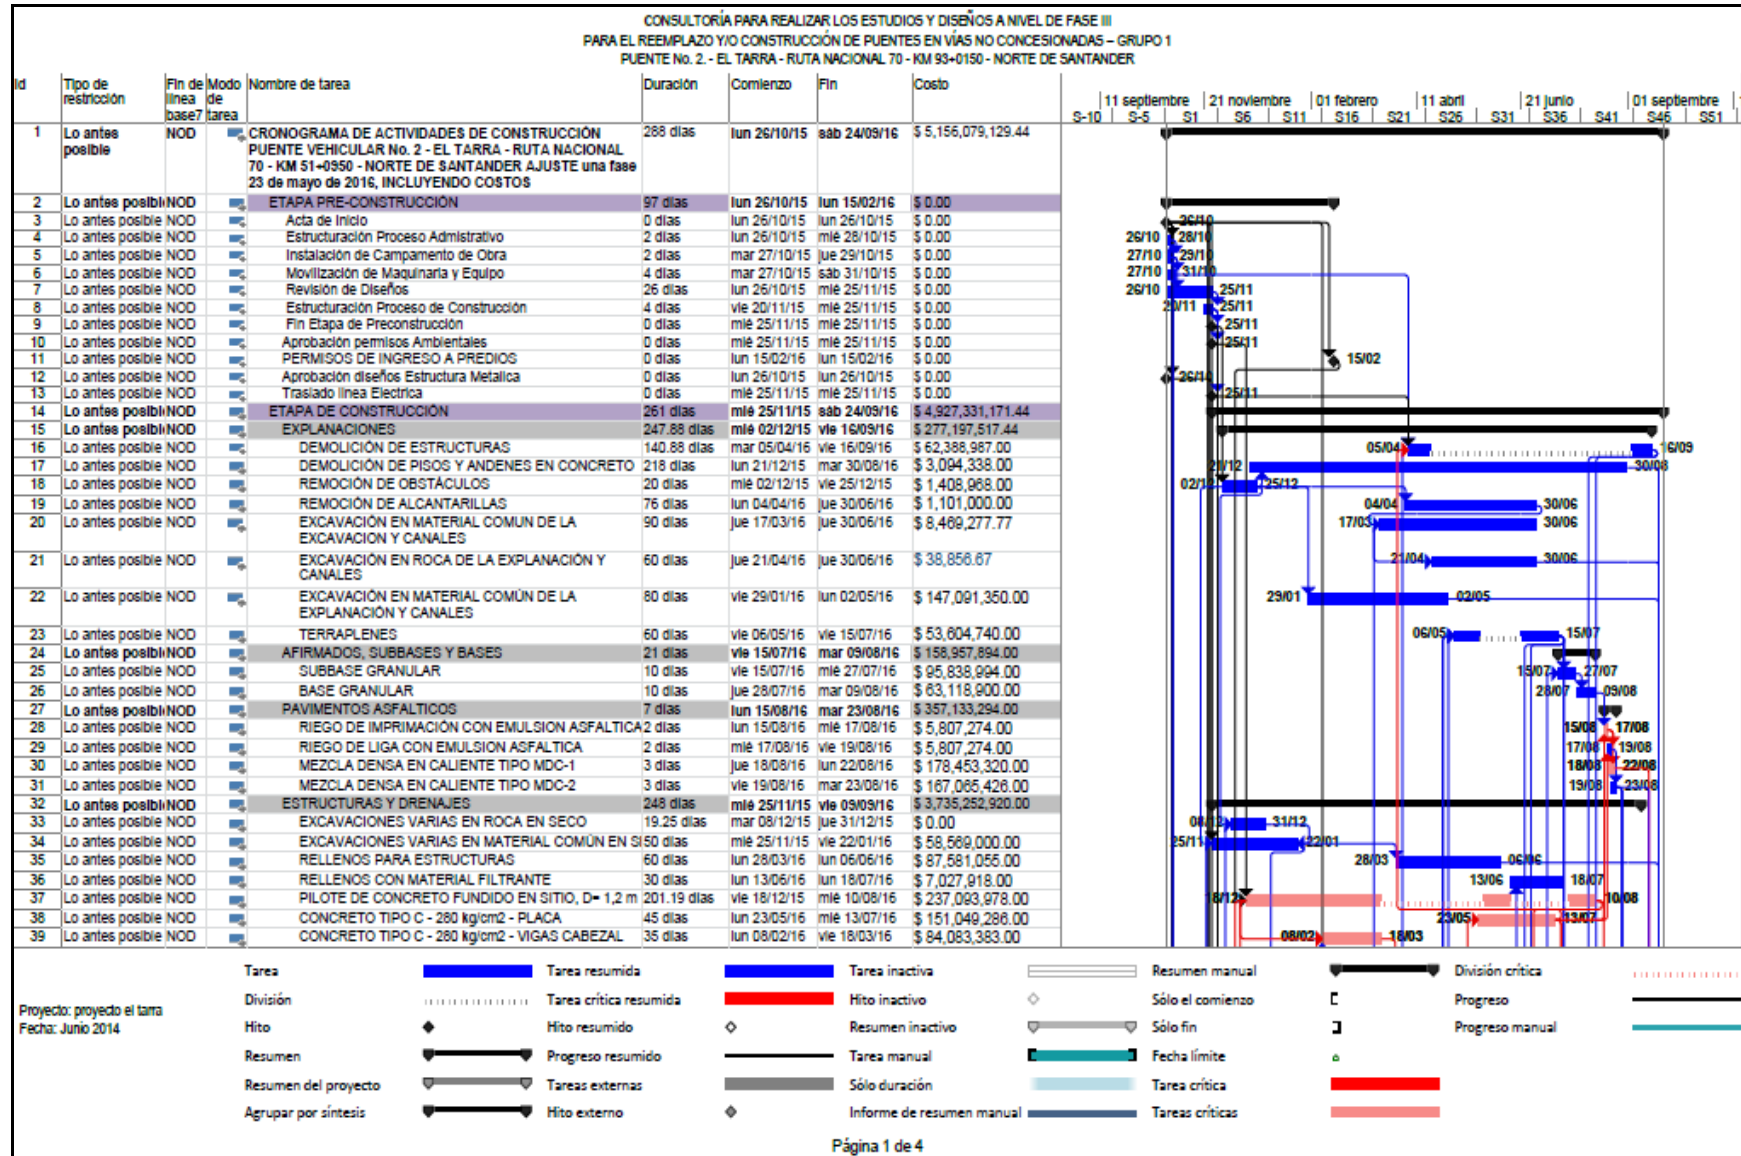 CONSULTORÍA PARA REALIZAR LOS ESTUDIOS Y DISEÑOS A NIVEL DE FASE III
PARA EL REEMPLAZO Y/O CONSTRUCCIÓN DE PUENTES EN VÍAS NO CONCESIONADAS – GRUPO 1
PUENTE No. 2. - EL TARRA - RUTA NACIONAL 70 - KM 93+0150 - NORTE DE SANTANDER
Id Tipo de restricción Fin de línea base7 Modo de tarea Nombre de tarea Duración Comienzo Fin Costo
11 septiembre 21 noviembre 01 febrero 11 abril 21 junio 01 septiembre
S-10 S-5 S1 S6 S11 S16 S21 S26 S31 S36 S41 S46 S51
1 Lo antes posible NOD CRONOGRAMA DE ACTIVIDADES DE CONSTRUCCIÓN 288 días lun 26/10/15 sáb 24/09/16 $ 5,156,079,129.44
PUENTE VEHICULAR No. 2 - EL TARRA - RUTA NACIONAL
70 - KM 51+0950 - NORTE DE SANTANDER AJUSTE una fase
23 de mayo de 2016, INCLUYENDO COSTOS
2 Lo antes posible NOD ETAPA PRE-CONSTRUCCIÓN 97 días lun 26/10/15 lun 15/02/16 $ 0.00
3 Lo antes posible NOD Acta de Inicio 0 días lun 26/10/15 lun 26/10/15 $ 0.00 26/10
4 Lo antes posible NOD Estructuración Proceso Admistrativo 2 días lun 26/10/15 mié 28/10/15 $ 0.00 26/10 28/10
5 Lo antes posible NOD Instalación de Campamento de Obra 2 días mar 27/10/15 jue 29/10/15 $ 0.00 27/10 29/10
6 Lo antes posible NOD Movilización de Maquinaria y Equipo 4 días mar 27/10/15 sáb 31/10/15 $ 0.00 27/10 31/10
7 Lo antes posible NOD Revisión de Diseños 26 días lun 26/10/15 mié 25/11/15 $ 0.00 26/10 25/11
8 Lo antes posible NOD Estructuración Proceso de Construcción 4 días vie 20/11/15 mié 25/11/15 $ 0.00 20/11 25/11
9 Lo antes posible NOD Fin Etapa de Preconstrucción 0 días mié 25/11/15 mié 25/11/15 $ 0.00 25/11
10 Lo antes posible NOD Aprobación permisos Ambientales 0 días mié 25/11/15 mié 25/11/15 $ 0.00 25/11
11 Lo antes posible NOD PERMISOS DE INGRESO A PREDIOS 0 días lun 15/02/16 lun 15/02/16 $ 0.00 15/02
12 Lo antes posible NOD Aprobación diseños Estructura Metalica 0 días lun 26/10/15 lun 26/10/15 $ 0.00 26/10
13 Lo antes posible NOD Traslado linea Electrica 0 días mié 25/11/15 mié 25/11/15 $ 0.00 25/11
14 Lo antes posible NOD ETAPA DE CONSTRUCCIÓN 261 días mié 25/11/15 sáb 24/09/16 $ 4,927,331,171.44
15 Lo antes posible NOD EXPLANACIONES 247.88 días mié 02/12/15 vie 16/09/16 $ 277,197,517.44
16 Lo antes posible NOD DEMOLICIÓN DE ESTRUCTURAS 140.88 días mar 05/04/16 vie 16/09/16 $ 62,388,987.00 05/04 16/09
17 Lo antes posible NOD DEMOLICIÓN DE PISOS Y ANDENES EN CONCRETO 218 días lun 21/12/15 mar 30/08/16 $ 3,094,338.00 21/12 30/08
18 Lo antes posible NOD REMOCIÓN DE OBSTÁCULOS 20 días mié 02/12/15 vie 25/12/15 $ 1,408,968.00 02/12 25/12
19 Lo antes posible NOD REMOCIÓN DE ALCANTARILLAS 76 días lun 04/04/16 jue 30/06/16 $ 1,101,000.00 04/04 30/06
20 Lo antes posible NOD EXCAVACIÓN EN MATERIAL COMUN DE LA 90 días jue 17/03/16 jue 30/06/16 $ 8,469,277.77 17/03 30/06
EXCAVACION Y CANALES
21 Lo antes posible NOD EXCAVACIÓN EN ROCA DE LA EXPLANACIÓN Y 60 días jue 21/04/16 jue 30/06/16 $ 38,856.67 21/04 30/06
CANALES
22 Lo antes posible NOD EXCAVACIÓN EN MATERIAL COMÚN DE LA 80 días vie 29/01/16 lun 02/05/16 $ 147,091,350.00 29/01 02/05
EXPLANACIÓN Y CANALES
23 Lo antes posible NOD TERRAPLENES 60 días vie 06/05/16 vie 15/07/16 $ 53,604,740.00 06/05 15/07
24 Lo antes posible NOD AFIRMADOS, SUBBASES Y BASES 21 días vie 15/07/16 mar 09/08/16 $ 158,957,894.00
25 Lo antes posible NOD SUBBASE GRANULAR 10 días vie 15/07/16 mié 27/07/16 $ 95,838,994.00 15/07 27/07
26 Lo antes posible NOD BASE GRANULAR 10 días jue 28/07/16 mar 09/08/16 $ 63,118,900.00 28/07 09/08
27 Lo antes posible NOD PAVIMENTOS ASFALTICOS 7 días lun 15/08/16 mar 23/08/16 $ 357,133,294.00
28 Lo antes posible NOD RIEGO DE IMPRIMACIÓN CON EMULSION ASFALTICA 2 días lun 15/08/16 mié 17/08/16 $ 5,807,274.00 15/08 17/08
29 Lo antes posible NOD RIEGO DE LIGA CON EMULSION ASFALTICA 2 días mié 17/08/16 vie 19/08/16 $ 5,807,274.00 17/08 19/08
30 Lo antes posible NOD MEZCLA DENSA EN CALIENTE TIPO MDC-1 3 días jue 18/08/16 lun 22/08/16 $ 178,453,320.00 18/08 22/08
31 Lo antes posible NOD MEZCLA DENSA EN CALIENTE TIPO MDC-2 3 días vie 19/08/16 mar 23/08/16 $ 167,065,426.00 19/08 23/08
32 Lo antes posible NOD ESTRUCTURAS Y DRENAJES 248 días mié 25/11/15 vie 09/09/16 $ 3,735,252,920.00
33 Lo antes posible NOD EXCAVACIONES VARIAS EN ROCA EN SECO 19.25 días mar 08/12/15 jue 31/12/15 $ 0.00 08/12 31/12
34 Lo antes posible NOD EXCAVACIONES VARIAS EN MATERIAL COMÚN EN SE 50 días mié 25/11/15 vie 22/01/16 $ 58,569,000.00 25/11 22/01
35 Lo antes posible NOD RELLENOS PARA ESTRUCTURAS 60 días lun 28/03/16 lun 06/06/16 $ 87,581,055.00 28/03 06/06
36 Lo antes posible NOD RELLENOS CON MATERIAL FILTRANTE 30 días lun 13/06/16 lun 18/07/16 $ 7,027,918.00 13/06 18/07
37 Lo antes posible NOD PILOTE DE CONCRETO FUNDIDO EN SITIO, D= 1,2 m 201.19 días vie 18/12/15 mié 10/08/16 $ 237,093,978.00 18/12 10/08
38 Lo antes posible NOD CONCRETO TIPO C - 280 kg/cm2 - PLACA 45 días lun 23/05/16 mié 13/07/16 $ 151,049,286.00 23/05 13/07
39 Lo antes posible NOD CONCRETO TIPO C - 280 kg/cm2 - VIGAS CABEZAL 35 días lun 08/02/16 vie 18/03/16 $ 84,083,383.00 08/02 18/03
Proyecto: proyecto el tarra
Fecha: Junio 2014
Tarea Tarea resumida Tarea inactiva Resumen manual División crítica
División Tarea crítica resumida Hito inactivo Sólo el comienzo Progreso
Hito Hito resumido Resumen inactivo Sólo fin Progreso manual
Resumen Progreso resumido Tarea manual Fecha límite
Resumen del proyecto Tareas externas Sólo duración Tarea crítica
Agrupar por síntesis Hito externo Informe de resumen manual Tareas críticas
Página 1 de 4